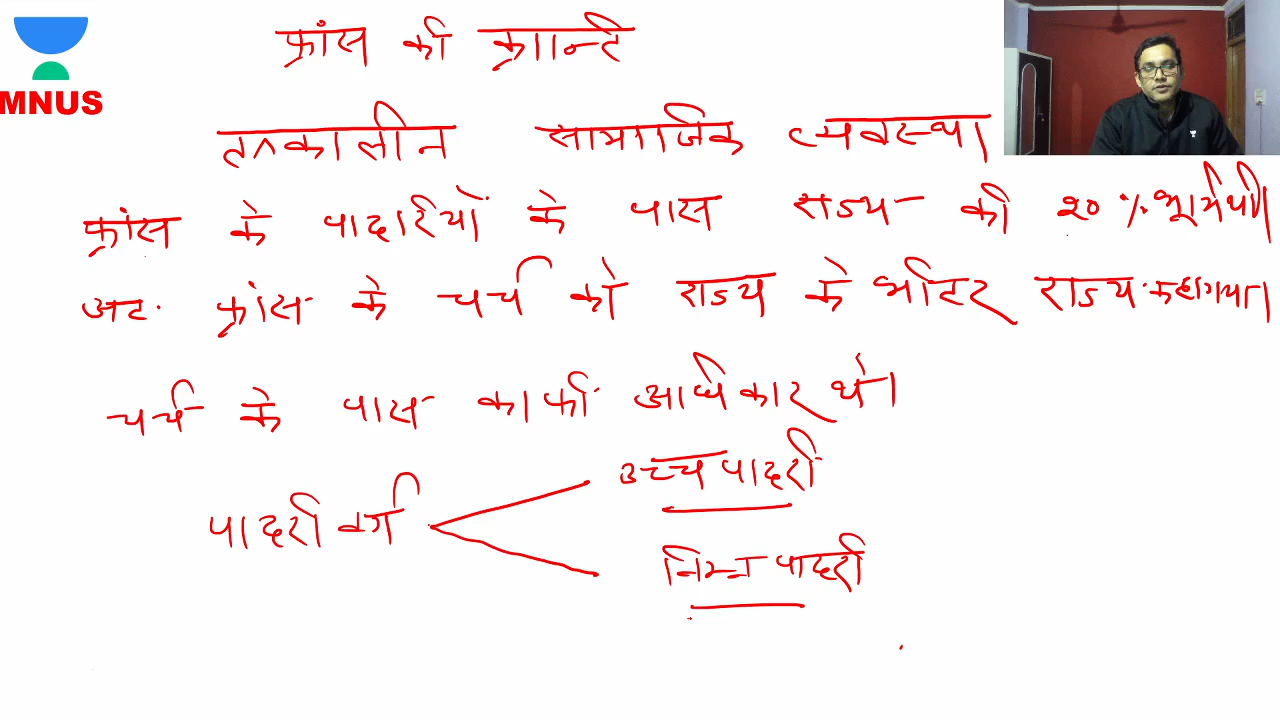 फ्रांस की क्रान्ति
MNUS
तत्कालीन सामाजिक व्यवस्था
फ्रांस के पादरियों के पास राज्य की 20 % भूमि थी।
अतः फ्रांस के चर्च को राज्य के भीतर राज्य कहा गया।
चर्च के पास काफी अधिकार थे।
उच्च पादरी
पादरी वर्ग
निम्न पादरी